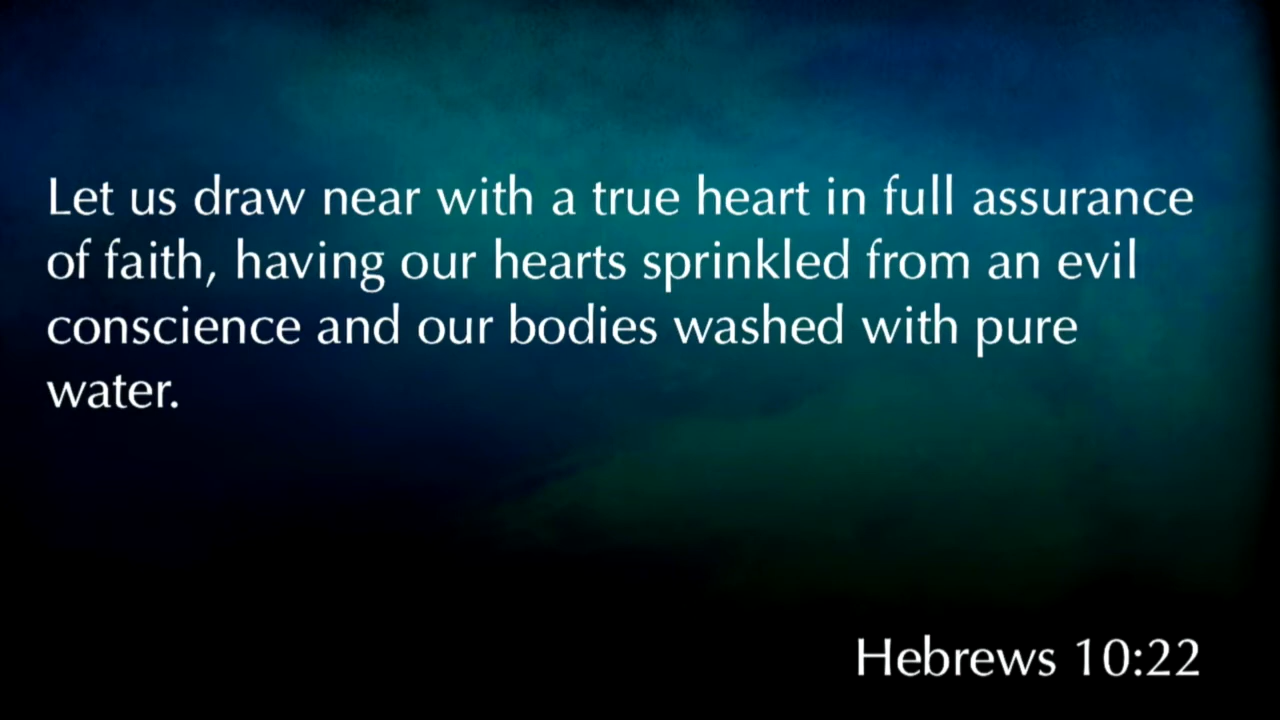 Let us draw near with a true heart in full assurance
of faith, having our hearts sprinkled from an evil
conscience and our bodies washed with pure
water.
Hebrews 10:22